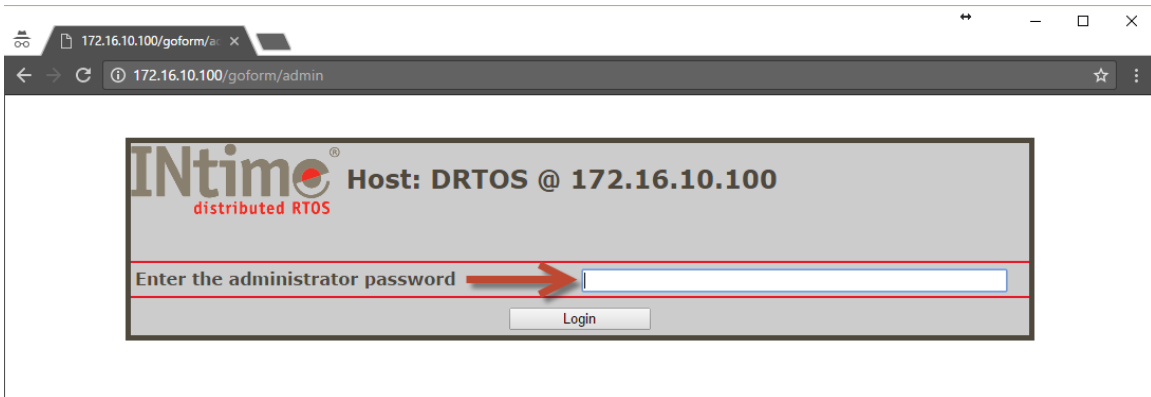 172.16.10.100/goform/ac
172.16.10.100/goform/admin
INtime® Host: DRTOS @ 172.16.10.100
distributed RTOS
Enter the administrator password
Login